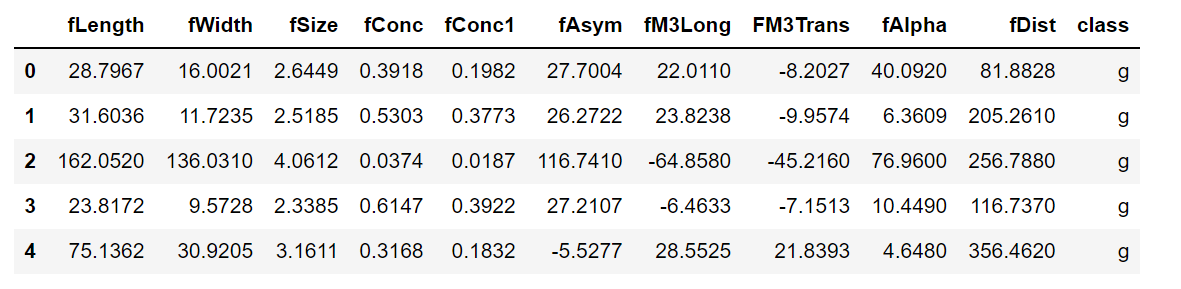 fLength fWidth fSize fConc fConc1 fAsym fM3Long FM3Trans fAlpha fDist class
0 28.7967 16.0021 2.6449 0.3918 0.1982 27.7004 22.0110 -8.2027 40.0920 81.8828 g
1 31.6036 11.7235 2.5185 0.5303 0.3773 26.2722 23.8238 -9.9574 6.3609 205.2610 g
2 162.0520 136.0310 4.0612 0.0374 0.0187 116.7410 -64.8580 -45.2160 76.9600 256.7880 g
3 23.8172 9.5728 2.3385 0.6147 0.3922 27.2107 -6.4633 -7.1513 10.4490 116.7370 g
4 75.1362 30.9205 3.1611 0.3168 0.1832 -5.5277 28.5525 21.8393 4.6480 356.4620 g